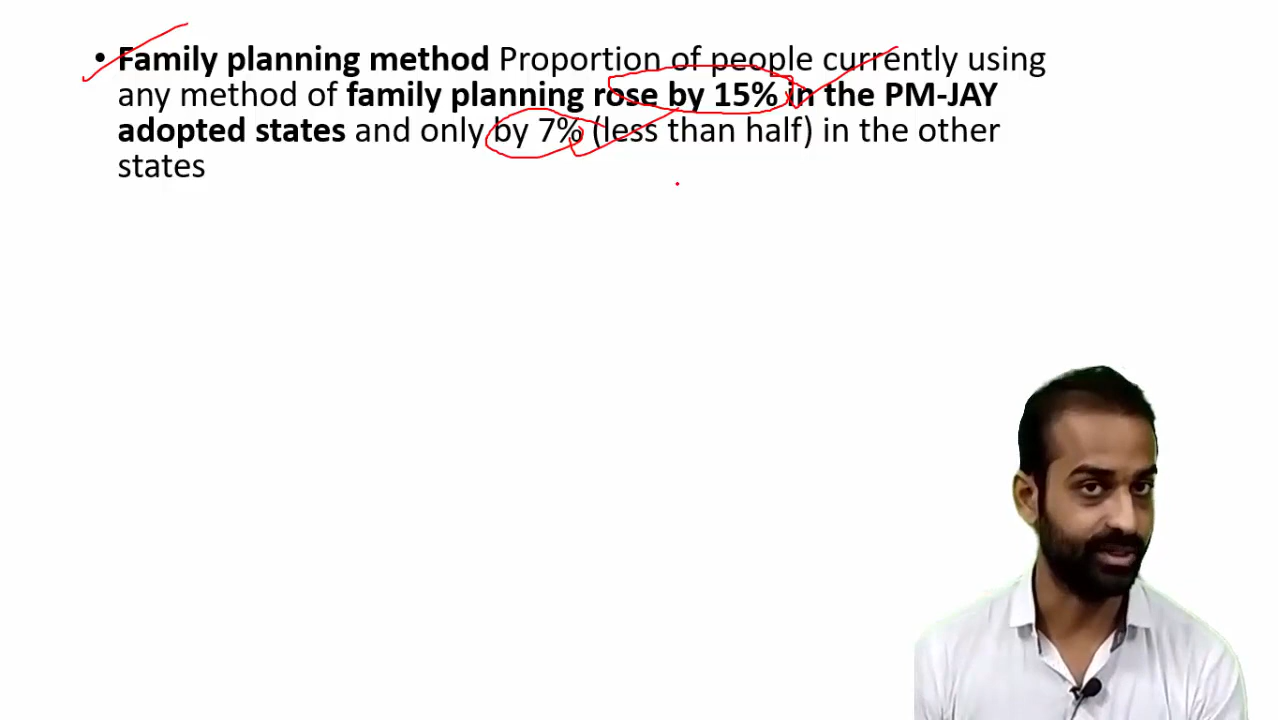 • Family planning method Proportion of people currently using
any method of family planning rose by 15% in the PM-JAY
adopted states and only by 7% (less than half) in the other
states